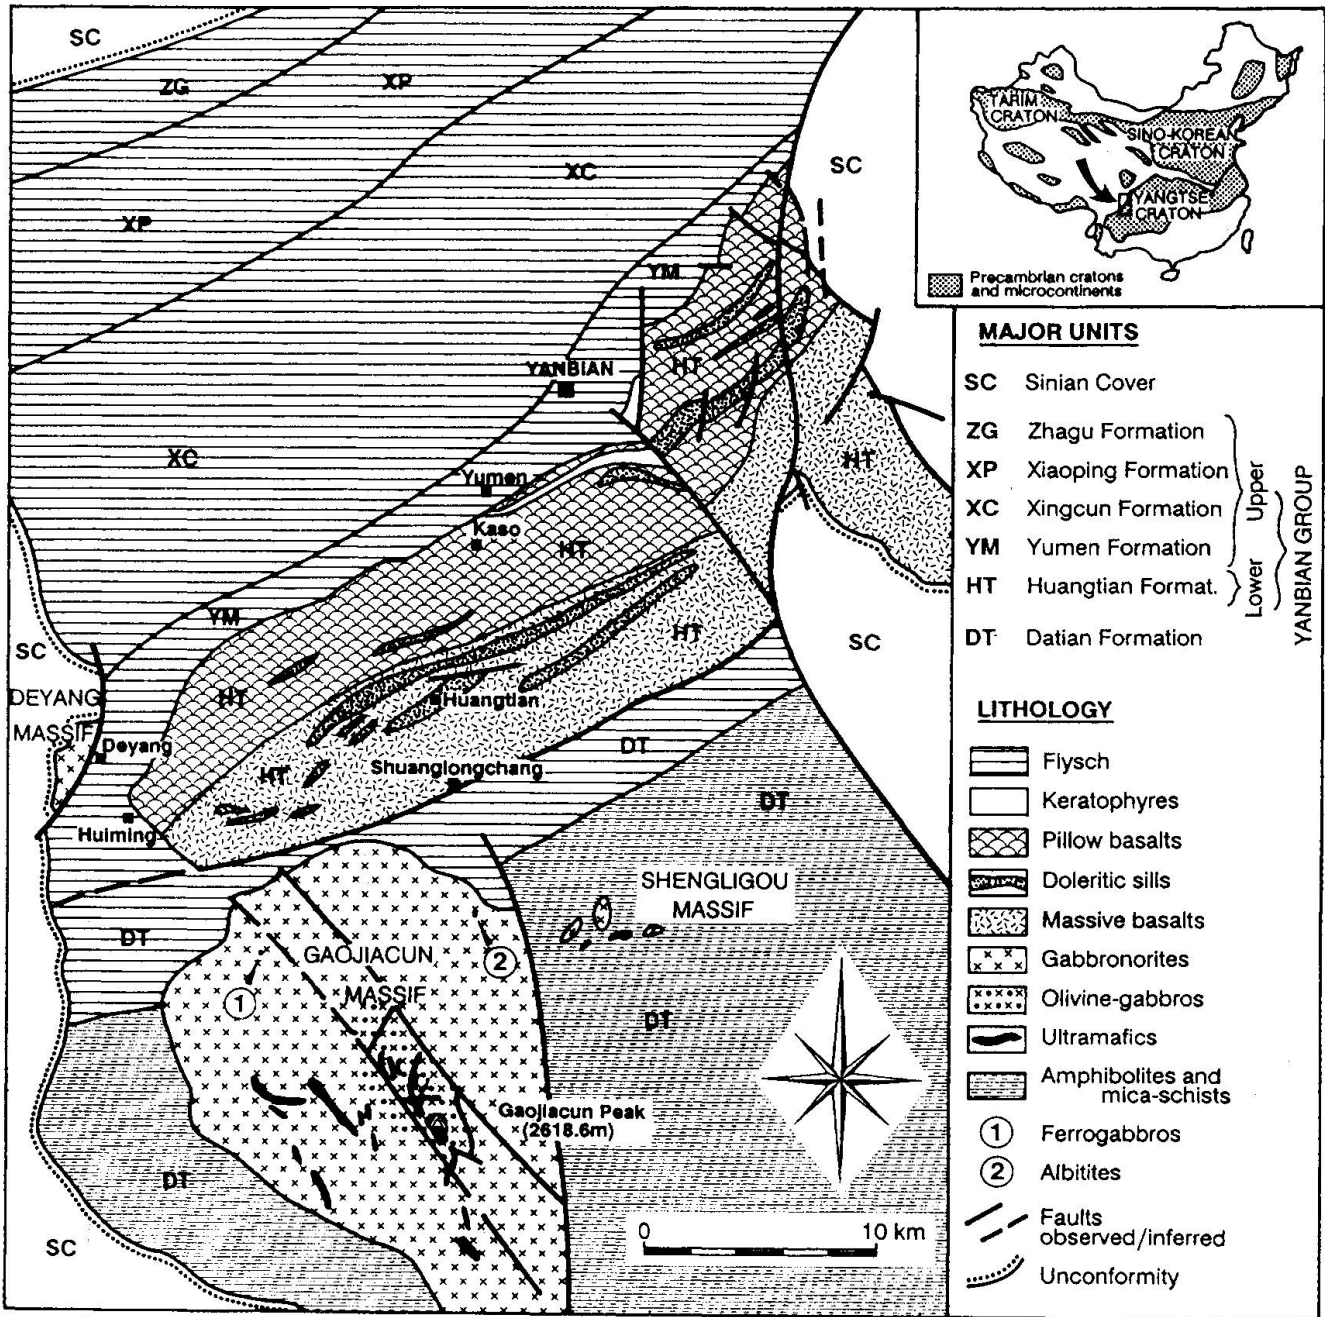 SC
ZG
XP
XC
XP
SC
TARIM
CRATON
SINO-KOREAN
CRATON
YANGTSE
CRATON
Precambrian cratons
and microcontinents
YM
HT
YANBIAN
XC
Yumen
Kaso
HT
HT
YM
HT
SC
SC
DEYANG
MASSIF
HT
Huangtian
Deyang
HT
DT
Shuanglongchang
DT
Huiming
SHENGLIGOU
MASSIF
DT
GAOJIACUN
MASSIF
2
1
DT
Gaojiacun Peak
(2618.6m)
DT
SC
0 10 km
MAJOR UNITS
SC Sinian Cover
ZG Zhagu Formation
XP Xiaoping Formation
XC Xingcun Formation
YM Yumen Formation
HT Huangtian Format.
DT Datian Formation
Upper
Lower
YANBIAN GROUP
LITHOLOGY
Flysch
Keratophyres
Pillow basalts
Doleritic sills
Massive basalts
Gabbronorites
Olivine-gabbros
Ultramafics
Amphibolites and
mica-schists
1 Ferrogabbros
2 Albitites
Faults
observed/inferred
Unconformity